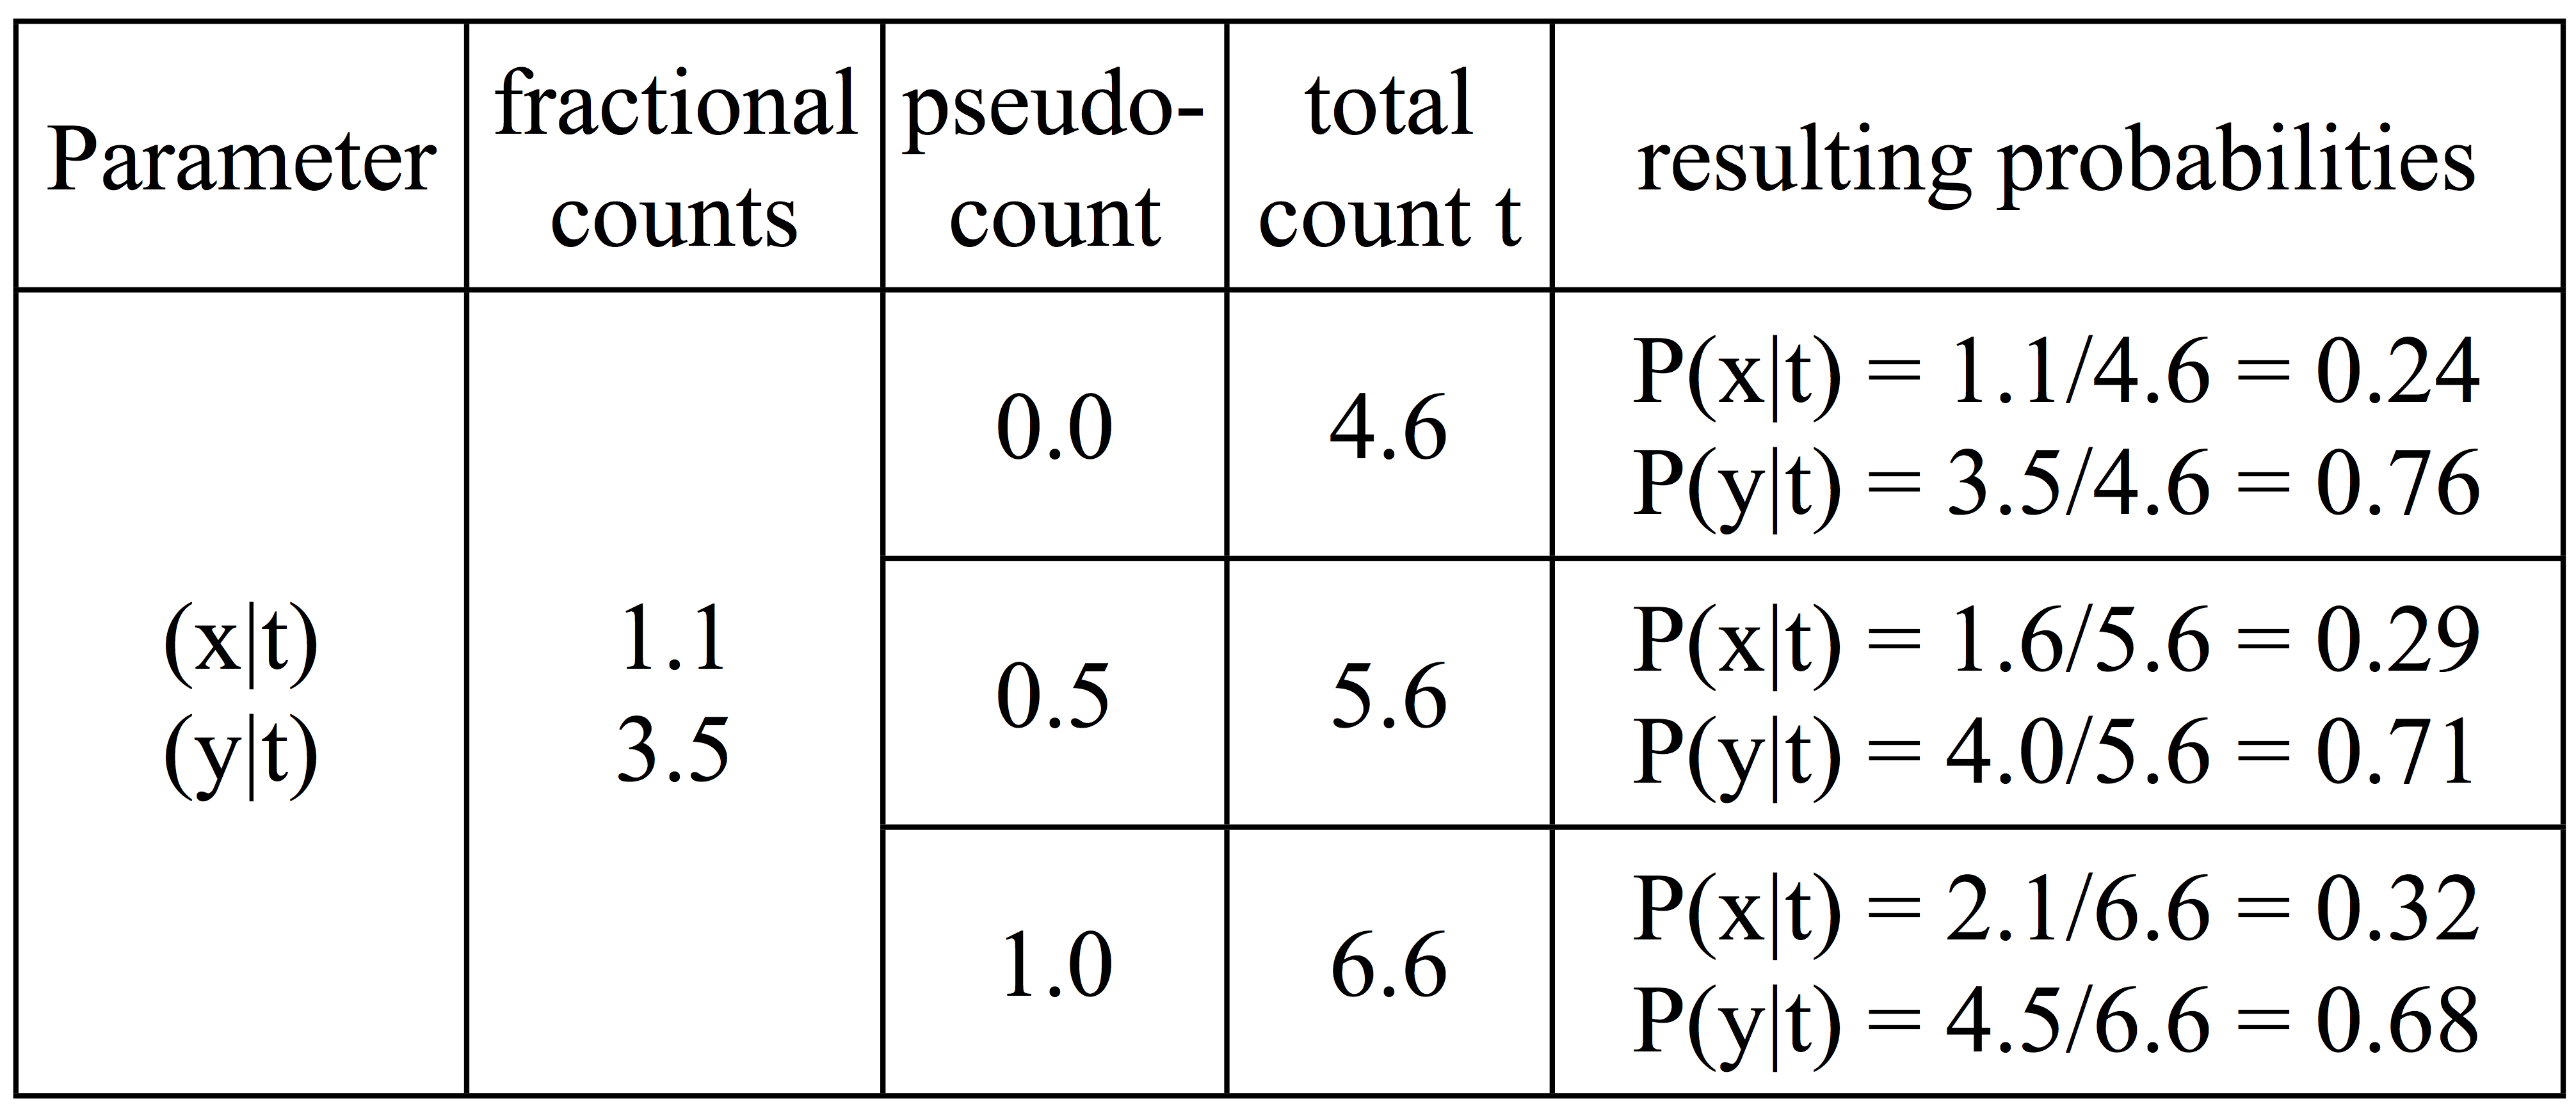 Parameter
fractional
counts
pseudo-
count
total
count t
resulting probabilities
(x|t)
(y|t)
1.1
3.5
0.0
4.6
P(x|t) = 1.1/4.6 = 0.24
P(y|t) = 3.5/4.6 = 0.76
0.5
5.6
P(x|t) = 1.6/5.6 = 0.29
P(y|t) = 4.0/5.6 = 0.71
1.0
6.6
P(x|t) = 2.1/6.6 = 0.32
P(y|t) = 4.5/6.6 = 0.68